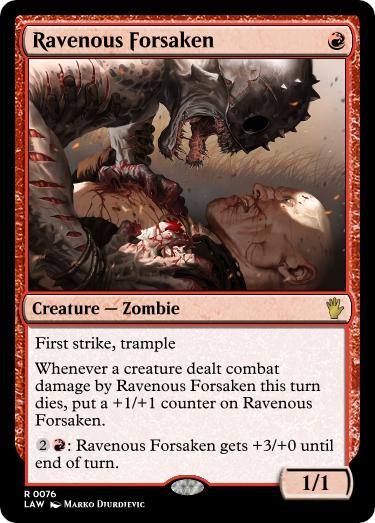 Ravenous Forsaken
Creature — Zombie
First strike, trample
Whenever a creature dealt combat
damage by Ravenous Forsaken this turn
dies, put a +1/+1 counter on Ravenous
Forsaken.
2 : Ravenous Forsaken gets +3/+0 until
end of turn.
1/1
R 0076
LAW Marko Djurdjevic